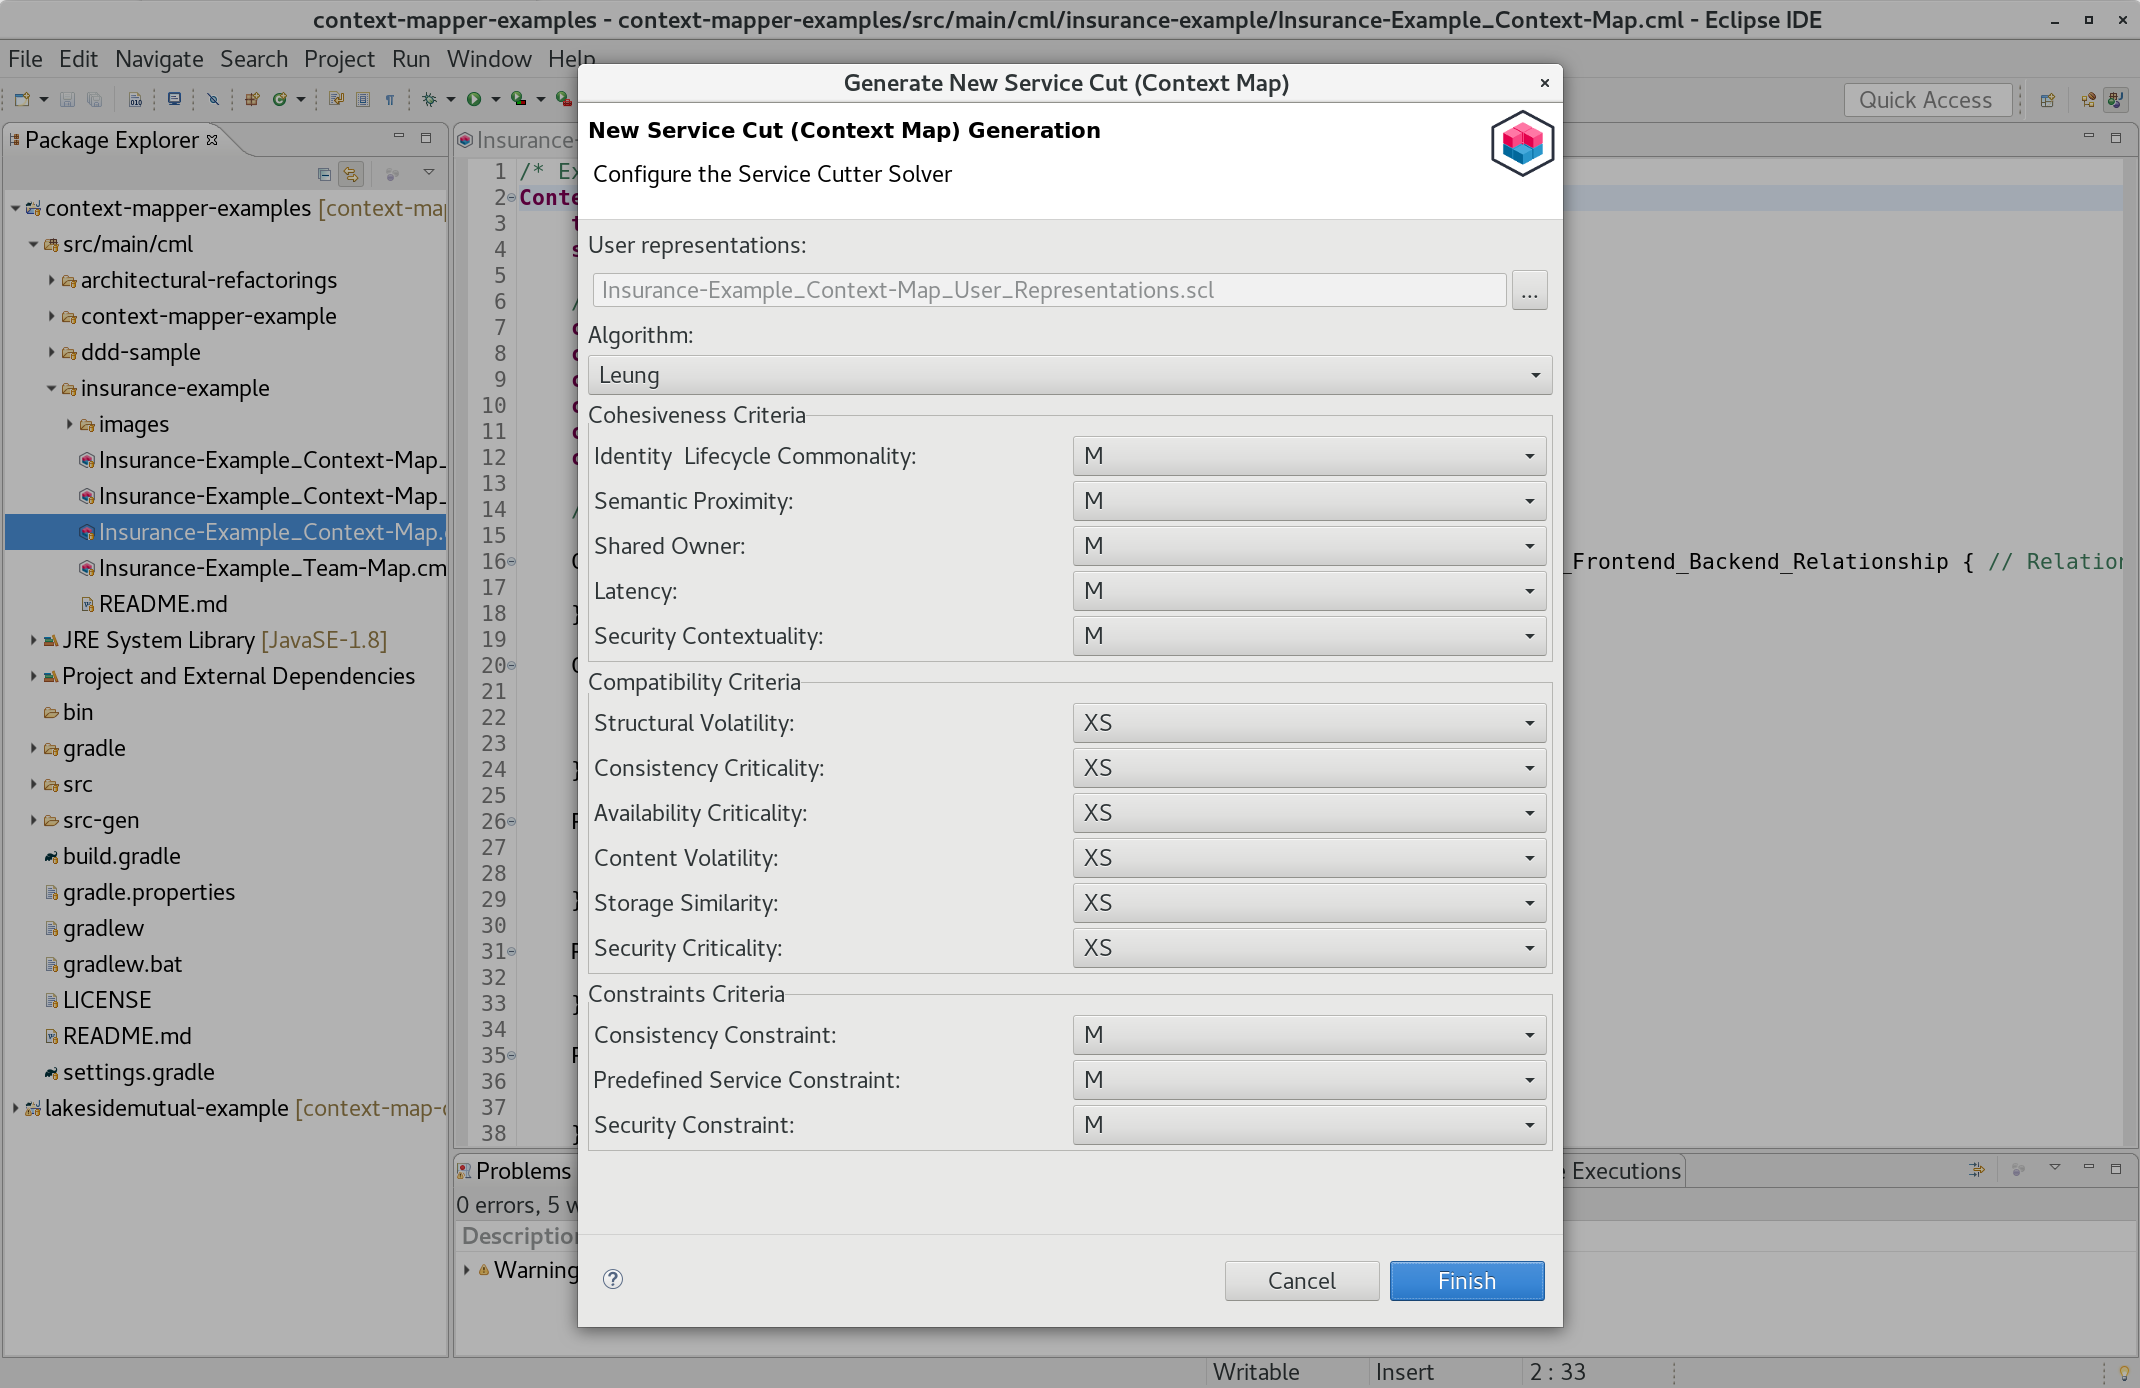 context-mapper-examples - context-mapper-examples/src/main/cml/insurance-example/Insurance-Example_Context-Map.cml - Eclipse IDE
File Edit Navigate Search Project Run Window Help
Quick Access
Package Explorer
context-mapper-examples [context-map
src/main/cml
architectural-refactorings
context-mapper-example
ddd-sample
insurance-example
images
Insurance-Example_Context-Map_
Insurance-Example_Context-Map_
Insurance-Example_Context-Map.
Insurance-Example_Team-Map.cm
README.md
JRE System Library [JavaSE-1.8]
Project and External Dependencies
bin
gradle
src
src-gen
build.gradle
gradle.properties
gradlew
gradlew.bat
LICENSE
README.md
settings.gradle
lakesidemutual-example [context-map-
Insurance-
1 /* Ex
2 Conte
3
4
5
6
7
8
9
10
11
12
13
14
15
16 _Frontend_Backend_Relationship { // Relation
17
18 }
19
20
21
22
23
24 }
25
26
27
28
29 }
30
31
32
33 }
34
35
36
37
38 }
Generate New Service Cut (Context Map)
New Service Cut (Context Map) Generation
Configure the Service Cutter Solver
User representations:
Insurance-Example_Context-Map_User_Representations.scl
...
Algorithm:
Leung
Cohesiveness Criteria
Identity Lifecycle Commonality: M
Semantic Proximity: M
Shared Owner: M
Latency: M
Security Contextuality: M
Compatibility Criteria
Structural Volatility: XS
Consistency Criticality: XS
Availability Criticality: XS
Content Volatility: XS
Storage Similarity: XS
Security Criticality: XS
Constraints Criteria
Consistency Constraint: M
Predefined Service Constraint: M
Security Constraint: M
Cancel Finish
Problems
Executions
0 errors, 5 w
Description
Warning
Writable Insert 2 : 33